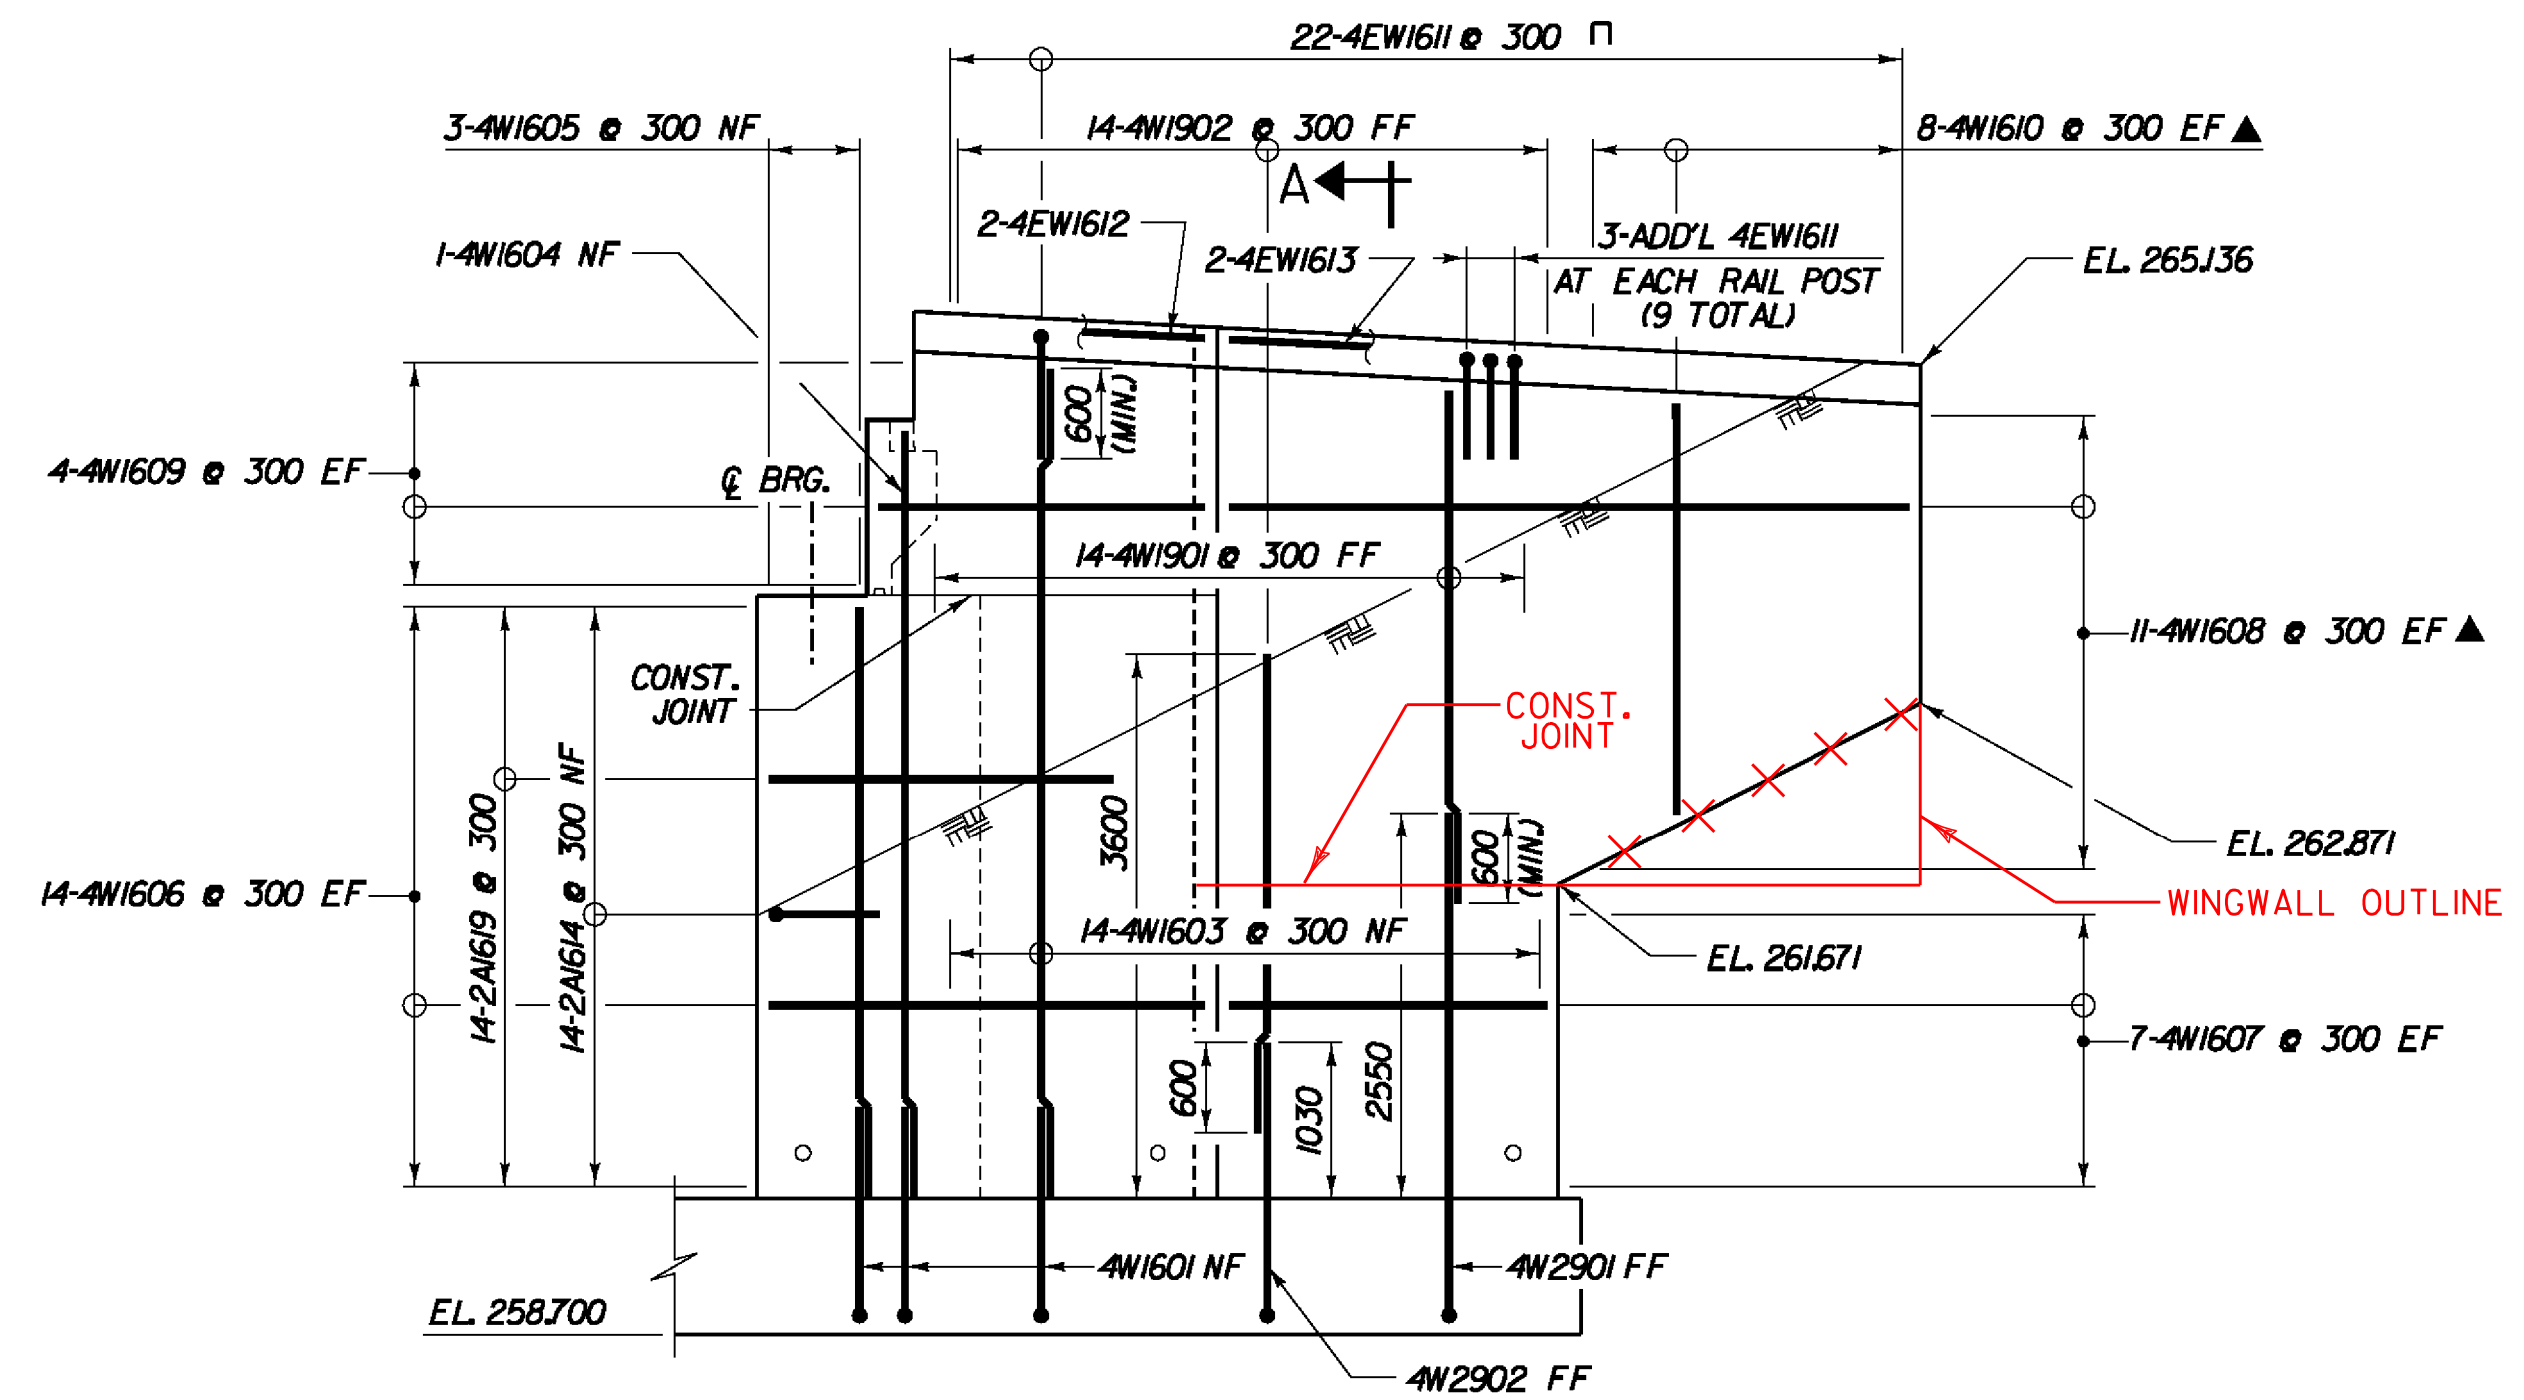 22-4EW1611 @ 300
3-4W1605 @ 300 NF
14-4W1902 @ 300 FF
8-4W1610 @ 300 EF ▲
A
2-4EW1612
1-4W1604 NF
2-4EW1613
3-ADD'L 4EW1611
AT EACH RAIL POST
(9 TOTAL)
EL. 265.136
600
(MIN.)
4-4W1609 @ 300 EF
℄ BRG.
14-4W1901 @ 300 FF
11-4W1608 @ 300 EF ▲
CONST.
JOINT
CONST.
JOINT
14-2A1619 @ 300
14-2A1614 @ 300 NF
3600
600
(MIN.)
EL. 262.871
14-4W1606 @ 300 EF
WINGWALL OUTLINE
14-4W1603 @ 300 NF
EL. 261.671
7-4W1607 @ 300 EF
600
1030
2550
4W1601 NF
4W2901 FF
EL. 258.700
4W2902 FF